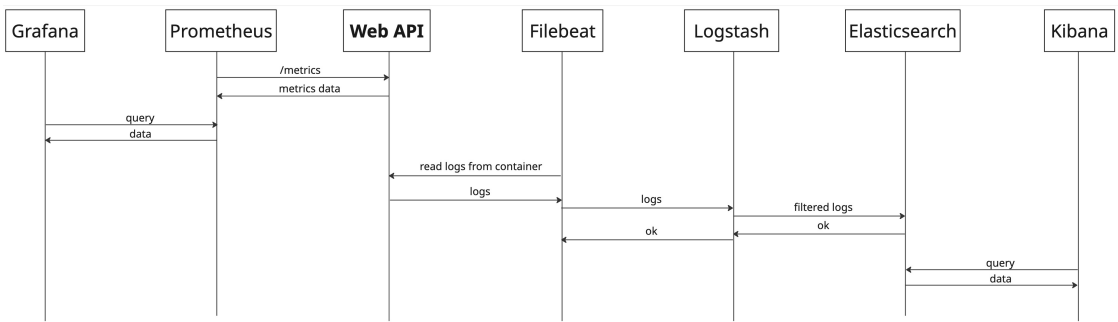 Grafana
Prometheus
Web API
Filebeat
Logstash
Elasticsearch
Kibana
/metrics
metrics data
query
data
read logs from container
logs
logs
filtered logs
ok
ok
query
data